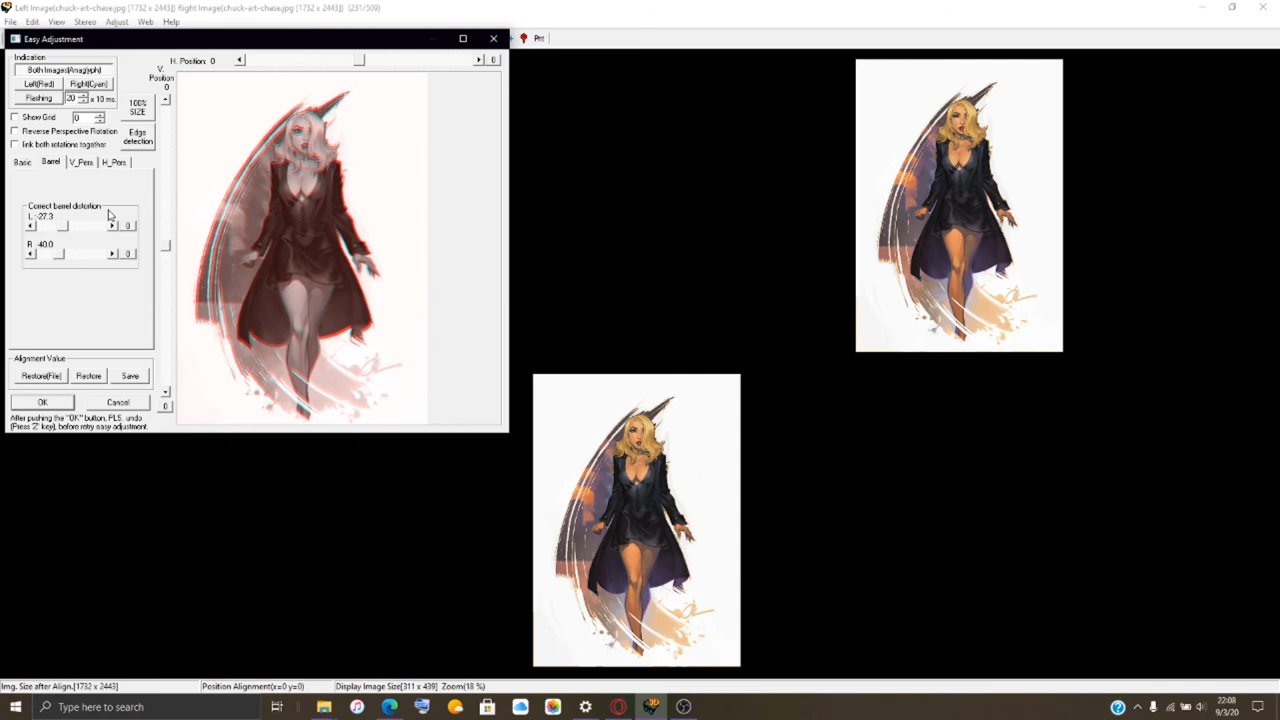 Left Image(chuck-art-chase.jpg [1732 x 2443]) Right Image(chuck-art-chase.jpg [1732 x 2443])  (231/509)
File Edit View Stereo Adjust Web Help
Easy Adjustment
Prt
Indication
Both Images(Anaglyph)
Left(Red) Right(Cyan)
Flashing 20 x 10 ms.
Show Grid 0
Reverse Perspective Rotation
link both rotations together
Basic Barrel V_Pers. H_Pers.
H. Position: 0
0
V.
Position
0
100%
SIZE
Edge
detection
Correct barrel distortion
L :-27.3
0
R -40.0
0
Alignment Value
Restore(File) Restore Save
0
OK Cancel
After pushing the "OK" button, PLS. undo
(Press 'Z' key), before retry easy adjustment.
Img. Size after Align.[1732 x 2443] Position Alignment(x=0 y=0) Display Image Size[311 x 439] Zoom(18 %)
Type here to search
22:08
9/3/20